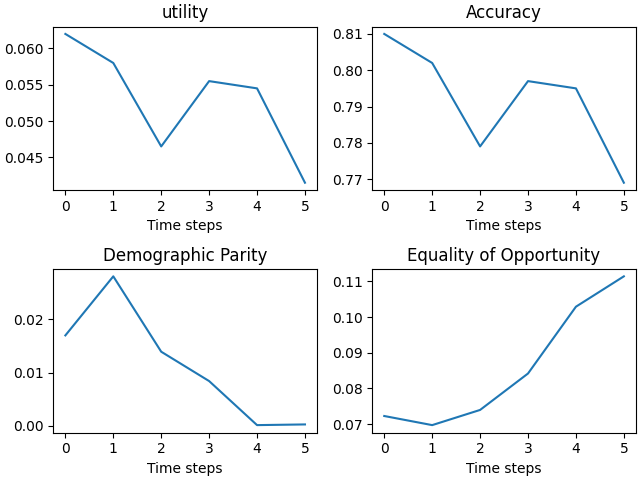 utility
0.060
0.055
0.050
0.045
0 1 2 3 4 5
Time steps
Accuracy
0.81
0.80
0.79
0.78
0.77
0 1 2 3 4 5
Time steps
Demographic Parity
0.02
0.01
0.00
0 1 2 3 4 5
Time steps
Equality of Opportunity
0.11
0.10
0.09
0.08
0.07
0 1 2 3 4 5
Time steps